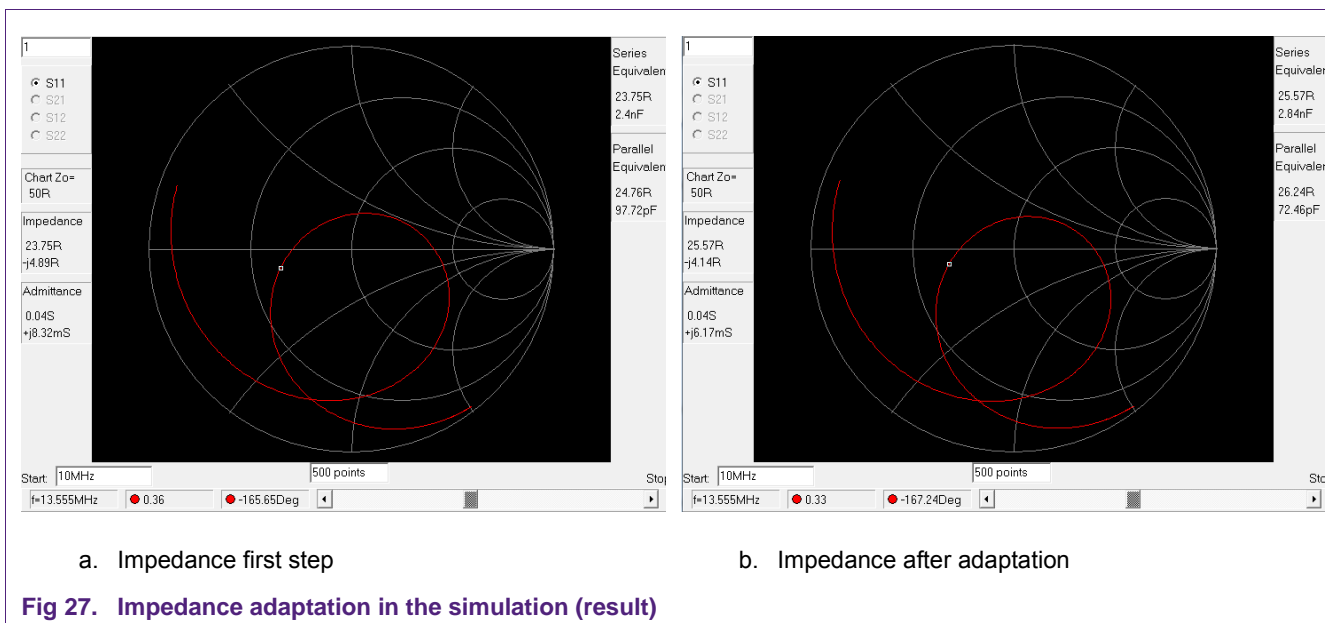 1
S11
S21
S12
S22
Chart Zo=
50R
Impedance
23.75R
-j4.89R
Admittance
0.04S
+j8.32mS
Series
Equivalen
23.75R
2.4nF
Parallel
Equivalen
24.76R
97.72pF
Start: 10MHz 500 points Sto
f=13.555MHz 0.36 -165.65Deg
1
S11
S21
S12
S22
Chart Zo=
50R
Impedance
25.57R
-j4.14R
Admittance
0.04S
+j6.17mS
Series
Equivalen
25.57R
2.84nF
Parallel
Equivalen
26.24R
72.46pF
Start: 10MHz 500 points Stc
f=13.555MHz 0.33 -167.24Deg
a. Impedance first step
b. Impedance after adaptation
Fig 27. Impedance adaptation in the simulation (result)